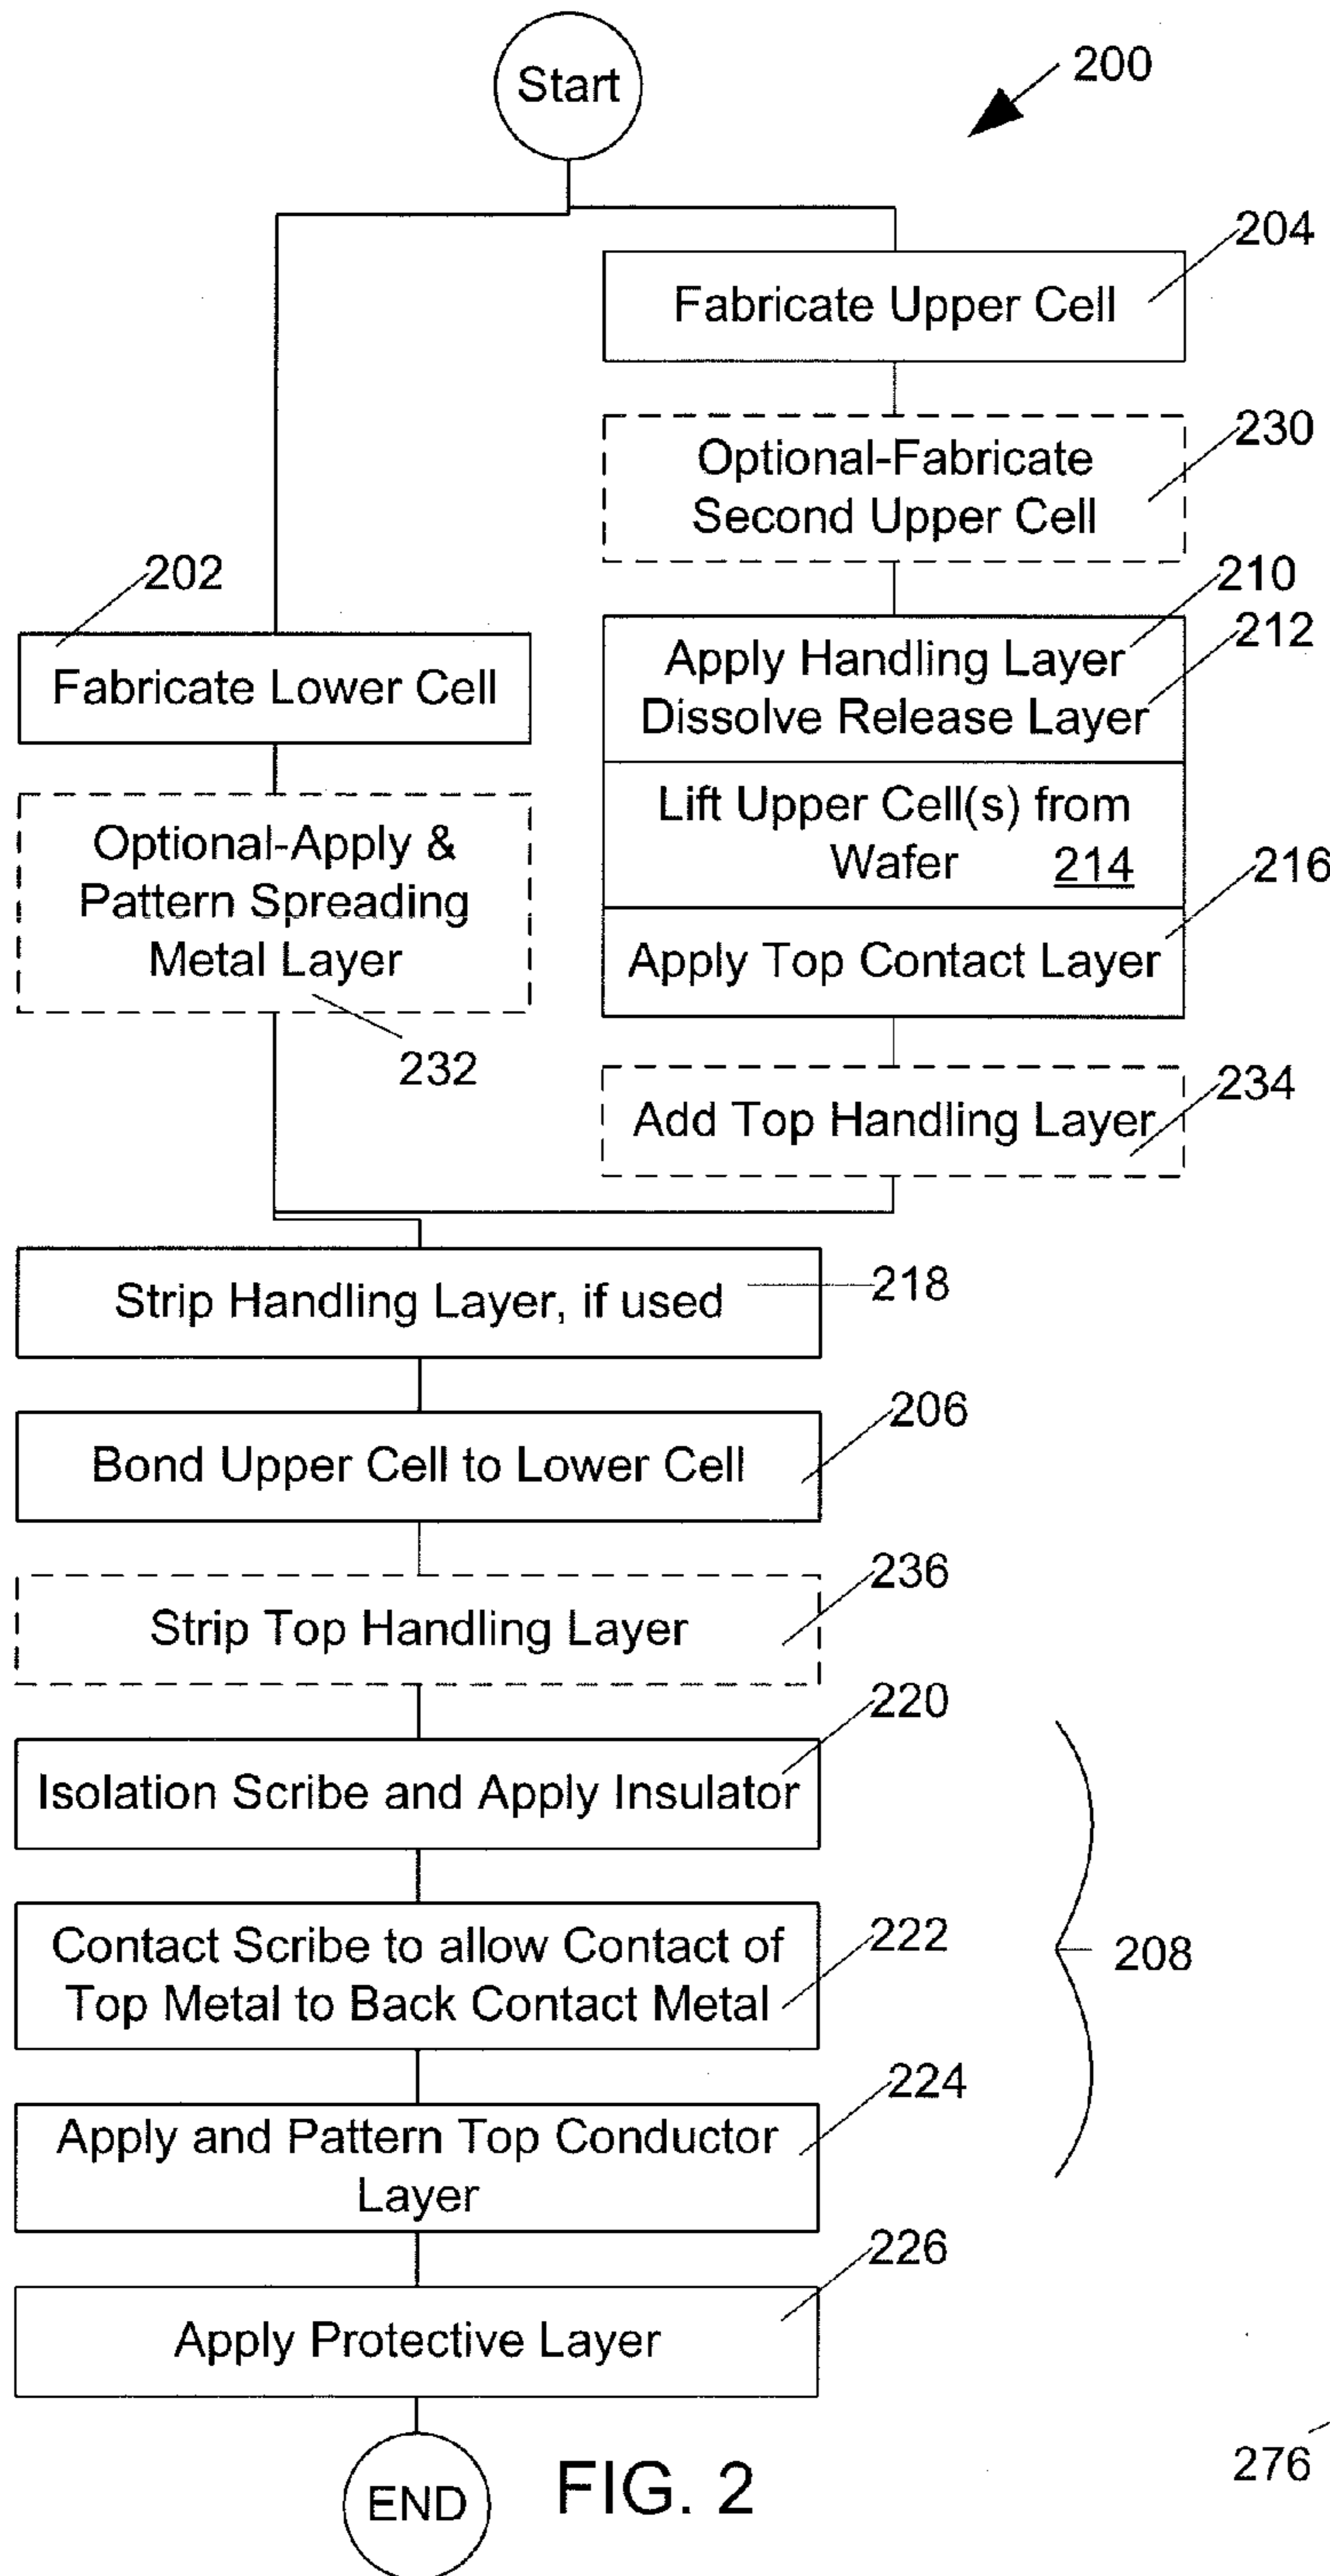 Start
200
204
Fabricate Upper Cell
230
Optional-Fabricate
Second Upper Cell
202
210
212
Fabricate Lower Cell
Apply Handling Layer
Dissolve Release Layer
Lift Upper Cell(s) from
Wafer 214
216
Optional-Apply &
Pattern Spreading
Metal Layer
232
Apply Top Contact Layer
234
Add Top Handling Layer
Strip Handling Layer, if used
218
206
Bond Upper Cell to Lower Cell
236
Strip Top Handling Layer
220
Isolation Scribe and Apply Insulator
Contact Scribe to allow Contact of
Top Metal to Back Contact Metal
222
208
224
Apply and Pattern Top Conductor
Layer
226
Apply Protective Layer
END
FIG. 2
276